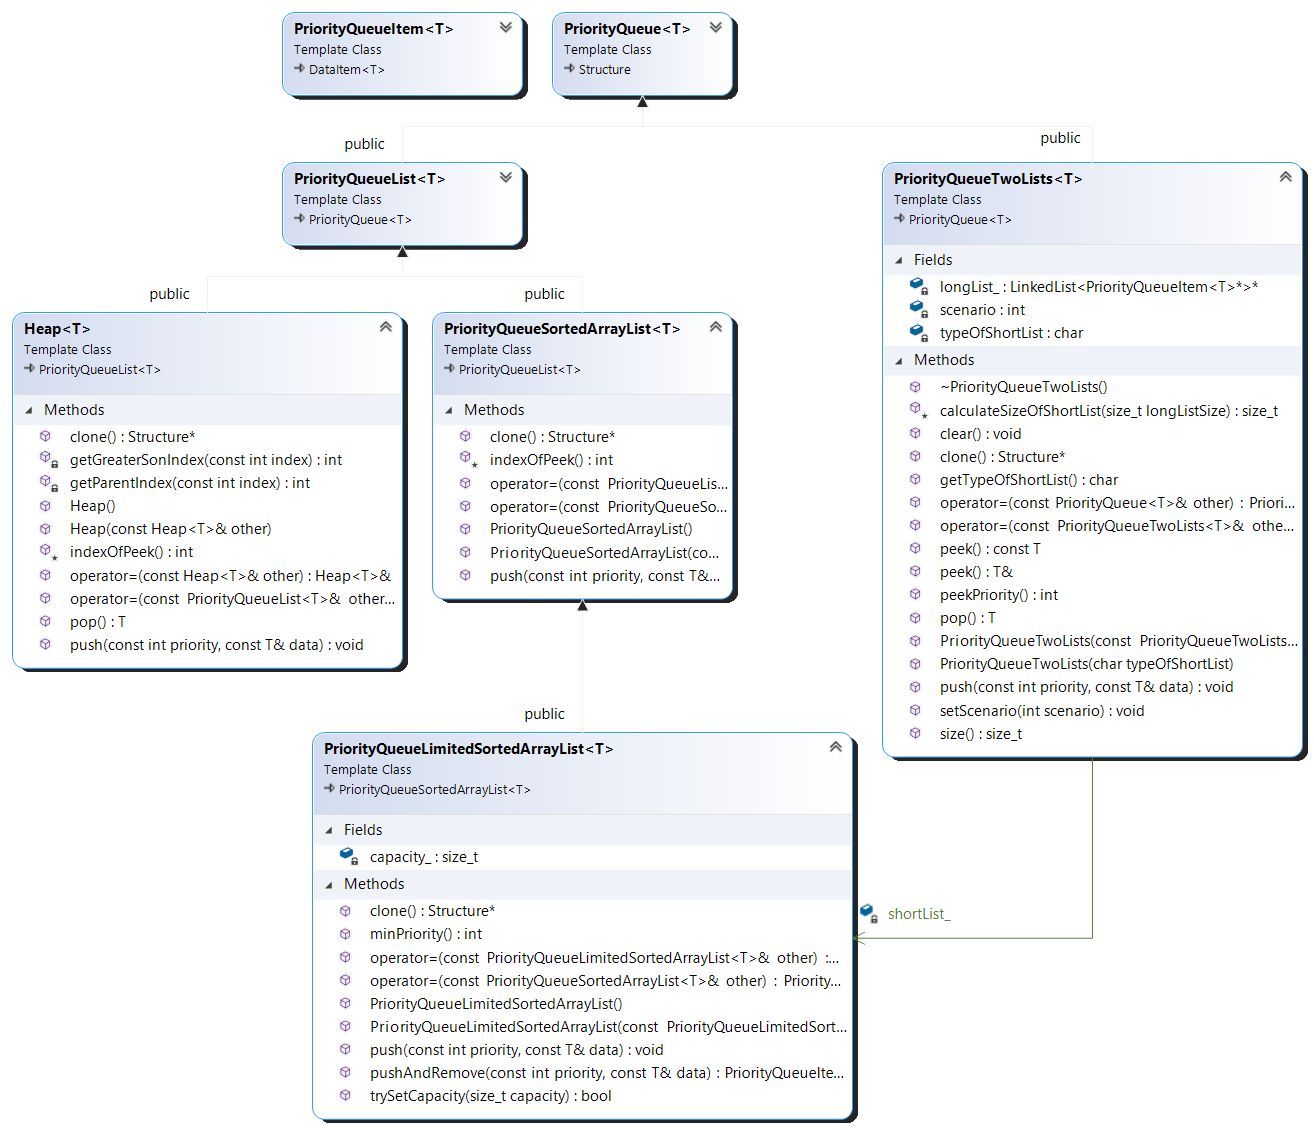 PriorityQueueItem<T>
Template Class
DataItem<T>
PriorityQueue<T>
Template Class
Structure
public
public
PriorityQueueList<T>
Template Class
PriorityQueue<T>
PriorityQueueTwoLists<T>
Template Class
PriorityQueue<T>
Fields
longList_ : LinkedList<PriorityQueueItem<T>*>*
scenario : int
typeOfShortList : char
Methods
~PriorityQueueTwoLists()
calculateSizeOfShortList(size_t longListSize) : size_t
clear() : void
clone() : Structure*
getTypeOfShortList() : char
operator=(const PriorityQueue<T>& other) : Priori...
operator=(const PriorityQueueTwoLists<T>& othe...
peek() : const T
peek() : T&
peekPriority() : int
pop() : T
PriorityQueueTwoLists(const PriorityQueueTwoLists...
PriorityQueueTwoLists(char typeOfShortList)
push(const int priority, const T& data) : void
setScenario(int scenario) : void
size() : size_t
public
public
Heap<T>
Template Class
PriorityQueueList<T>
Methods
clone() : Structure*
getGreaterSonIndex(const int index) : int
getParentIndex(const int index) : int
Heap()
Heap(const Heap<T>& other)
indexOfPeek() : int
operator=(const Heap<T>& other) : Heap<T>&
operator=(const PriorityQueueList<T>& other...
pop() : T
push(const int priority, const T& data) : void
PriorityQueueSortedArrayList<T>
Template Class
PriorityQueueList<T>
Methods
clone() : Structure*
indexOfPeek() : int
operator=(const PriorityQueueLis...
operator=(const PriorityQueueSo...
PriorityQueueSortedArrayList()
PriorityQueueSortedArrayList(co...
push(const int priority, const T&...
public
PriorityQueueLimitedSortedArrayList<T>
Template Class
PriorityQueueSortedArrayList<T>
Fields
capacity_ : size_t
Methods
clone() : Structure*
minPriority() : int
operator=(const PriorityQueueLimitedSortedArrayList<T>& other) :...
operator=(const PriorityQueueSortedArrayList<T>& other) : Priority...
PriorityQueueLimitedSortedArrayList()
PriorityQueueLimitedSortedArrayList(const PriorityQueueLimitedSort...
push(const int priority, const T& data) : void
pushAndRemove(const int priority, const T& data) : PriorityQueueIte...
trySetCapacity(size_t capacity) : bool
shortList_